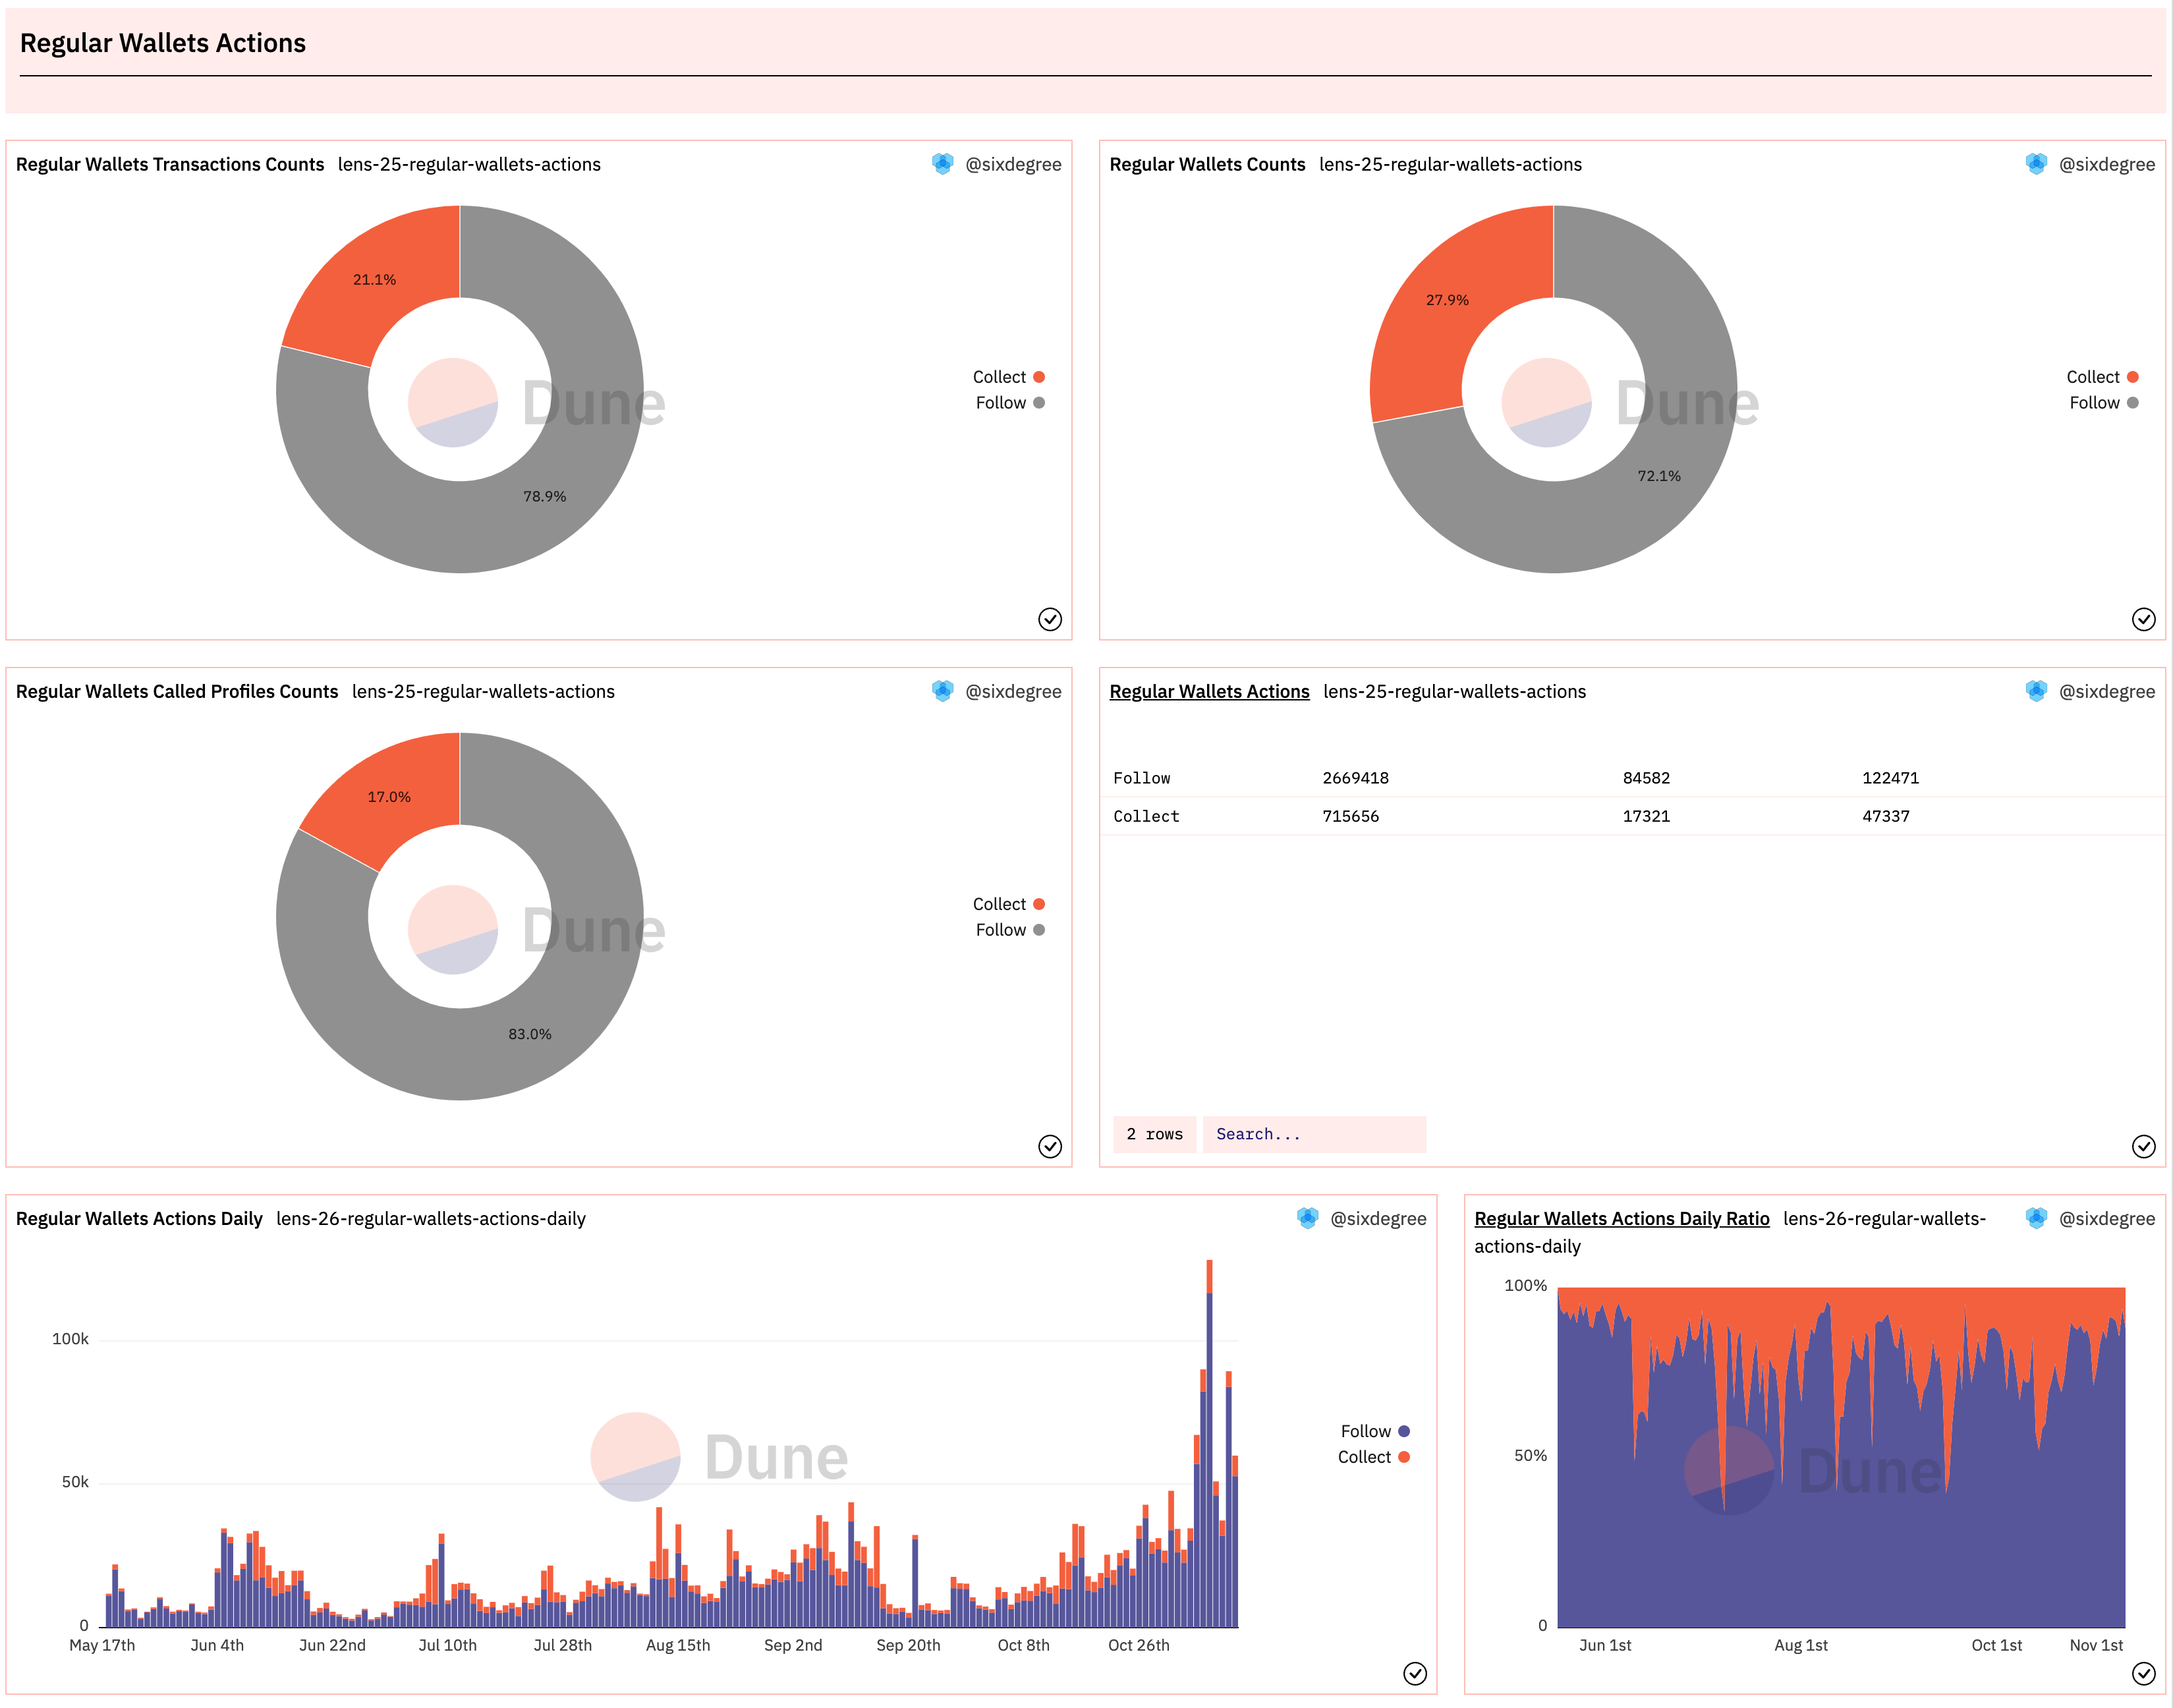 Regular Wallets Actions
Regular Wallets Transactions Counts lens-25-regular-wallets-actions @sixdegree
21.1%
78.9%
Dune
Collect
Follow
Regular Wallets Counts lens-25-regular-wallets-actions @sixdegree
27.9%
72.1%
Dune
Collect
Follow
Regular Wallets Called Profiles Counts lens-25-regular-wallets-actions @sixdegree
17.0%
83.0%
Dune
Collect
Follow
Regular Wallets Actions lens-25-regular-wallets-actions @sixdegree
Follow 2669418 84582 122471
Collect 715656 17321 47337
2 rows Search...
Regular Wallets Actions Daily lens-26-regular-wallets-actions-daily @sixdegree
100k
50k
0
Dune
Follow
Collect
May 17th Jun 4th Jun 22nd Jul 10th Jul 28th Aug 15th Sep 2nd Sep 20th Oct 8th Oct 26th
Regular Wallets Actions Daily Ratio lens-26-regular-wallets- @sixdegree
actions-daily
100%
50%
0
Dune
Jun 1st Aug 1st Oct 1st Nov 1st